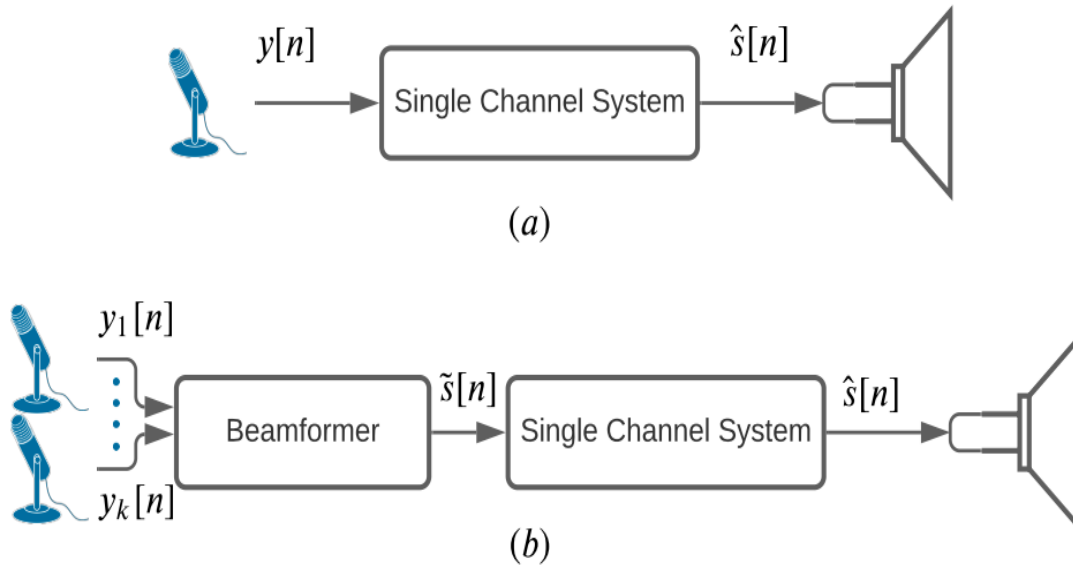 y[n]
Single Channel System
ŝ[n]
(a)
y₁[n]
yₖ[n]
Beamformer
s̃[n]
Single Channel System
ŝ[n]
(b)